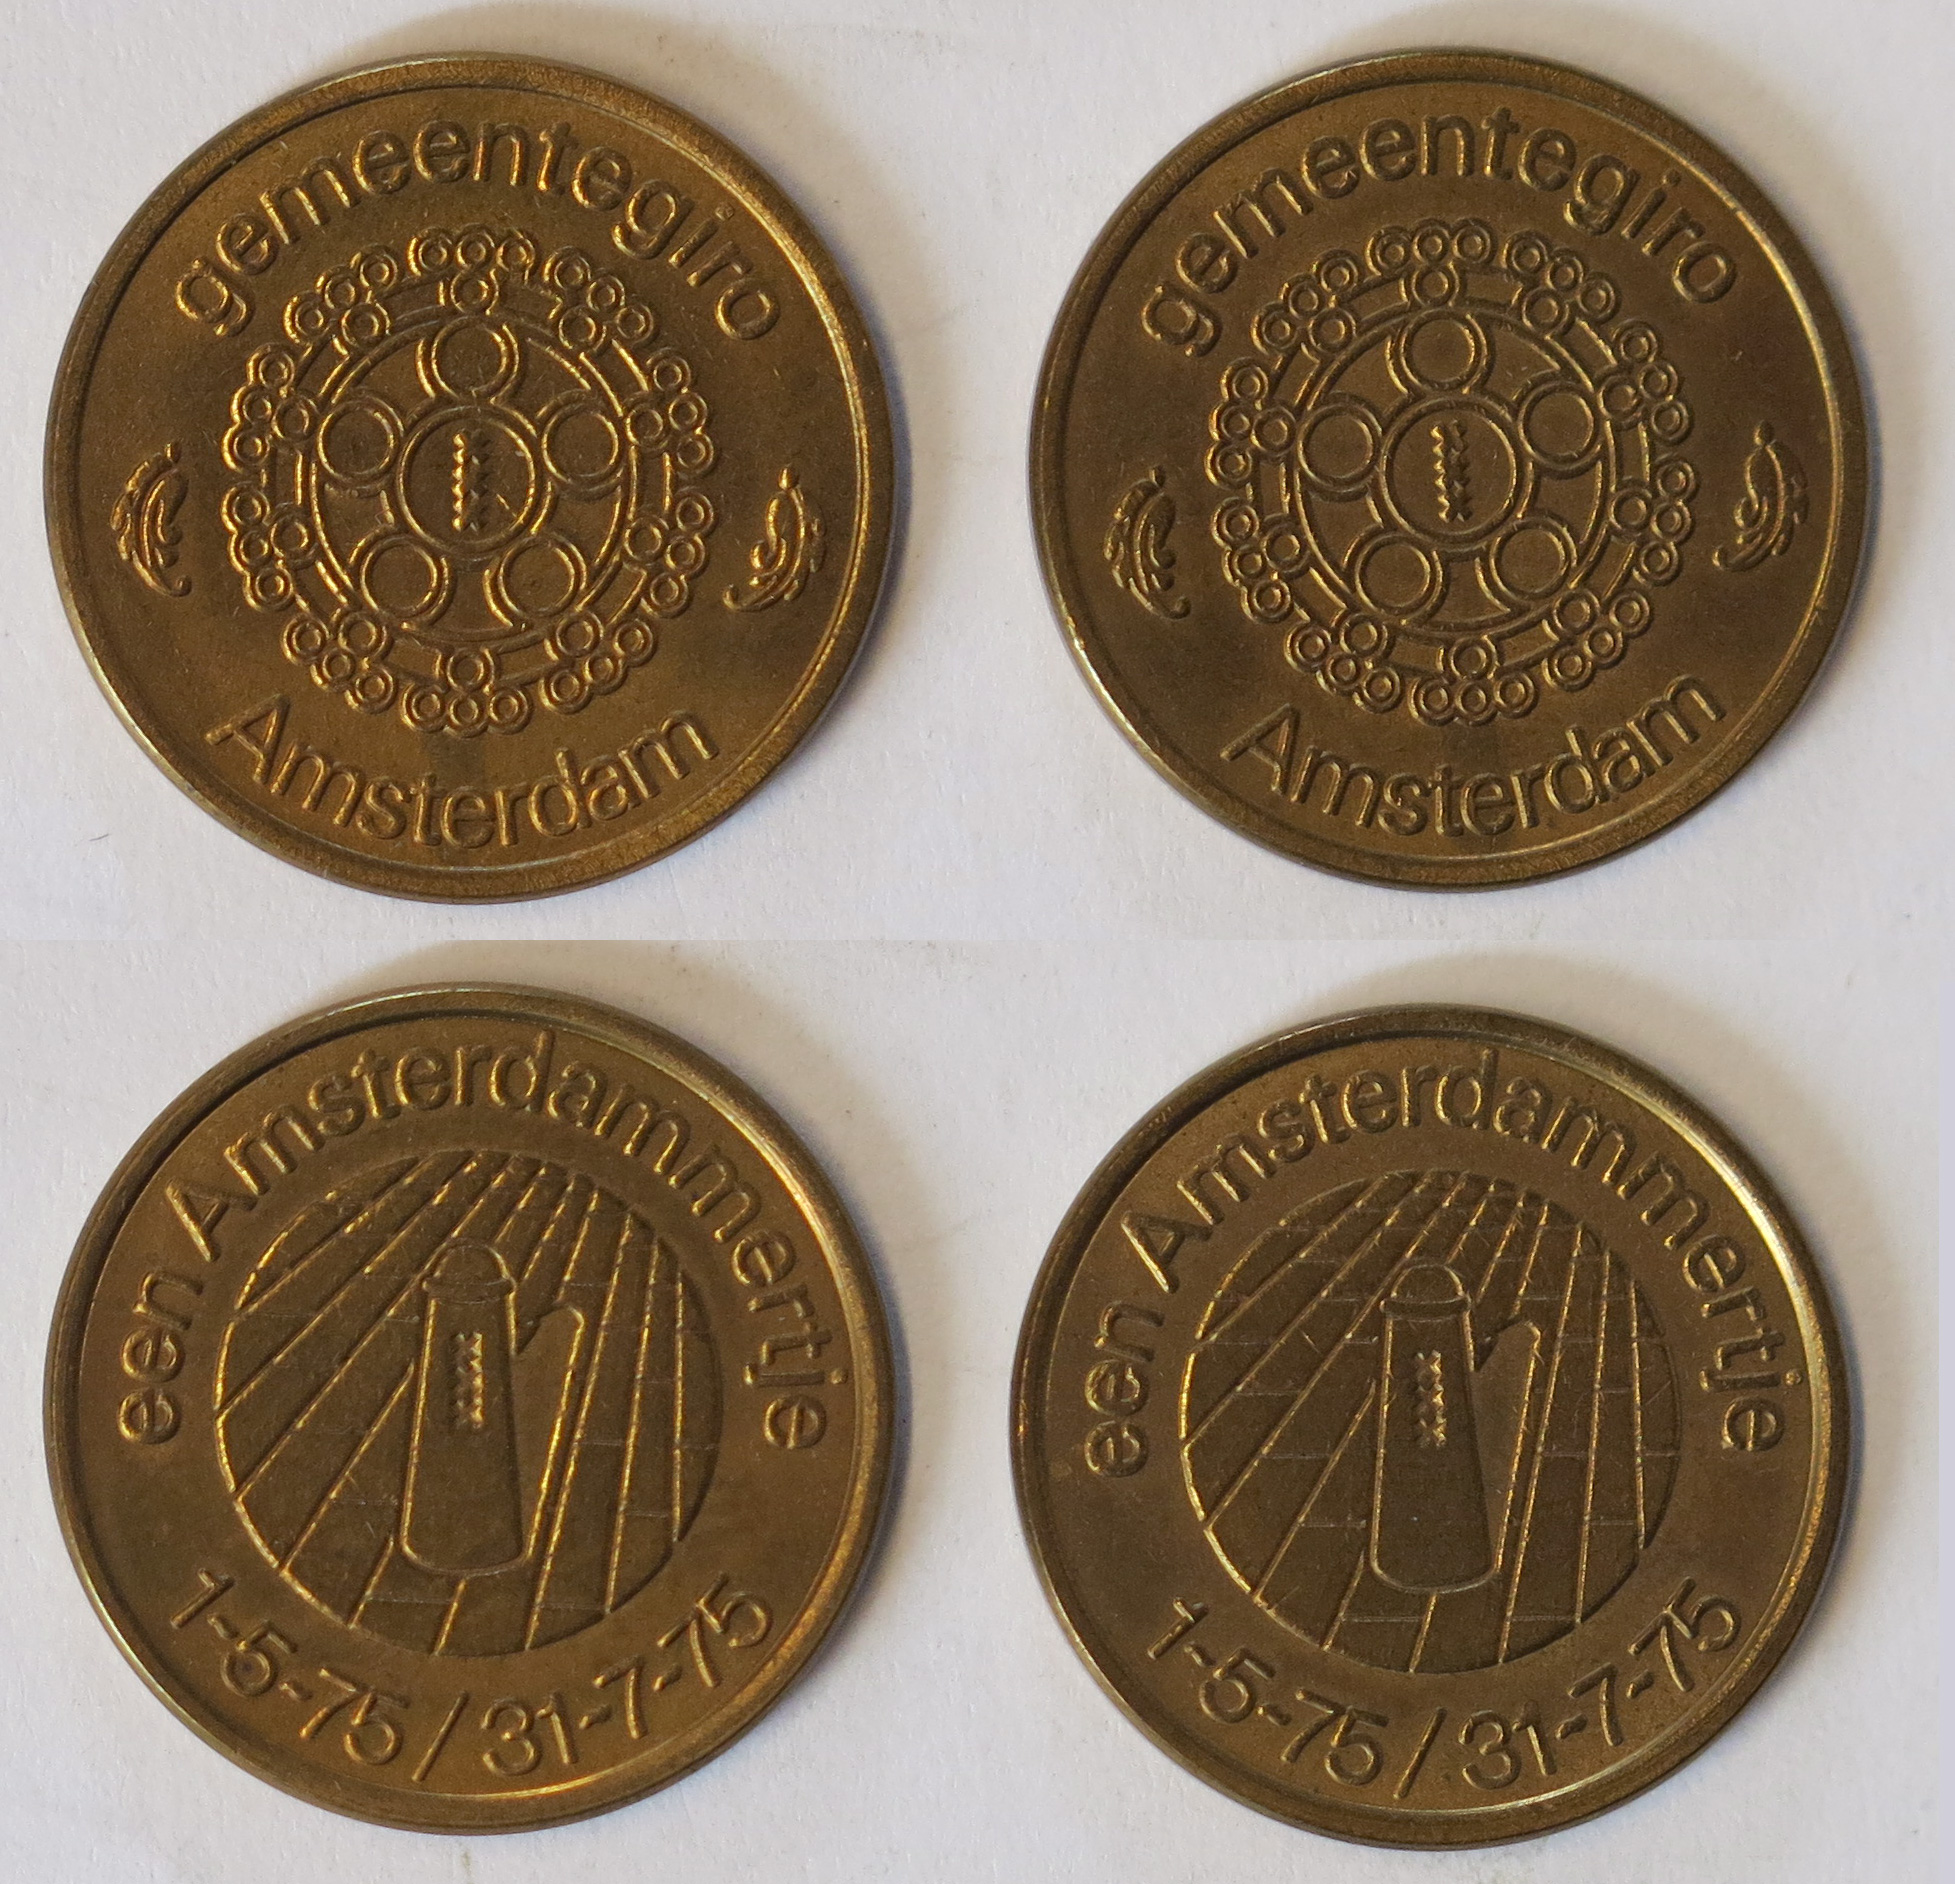 gemeentegiro
Amsterdam
gemeentegiro
Amsterdam
een Amsterdammertje
1-5-75 / 31-7-75
een Amsterdammertje
1-5-75 / 31-7-75